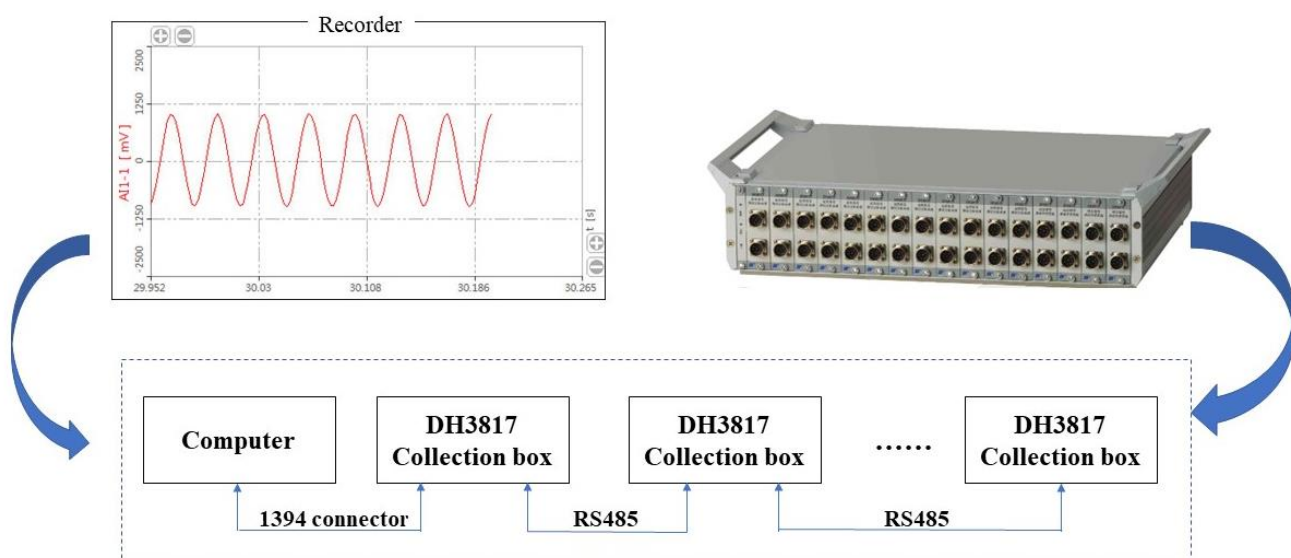 Recorder
2500
1250
0
-1250
-2500
AI1-1 [ mV ]
t [s]
29.952 30.03 30.108 30.186 30.265
Computer
DH3817
Collection box
DH3817
Collection box
......
DH3817
Collection box
1394 connector
RS485
RS485